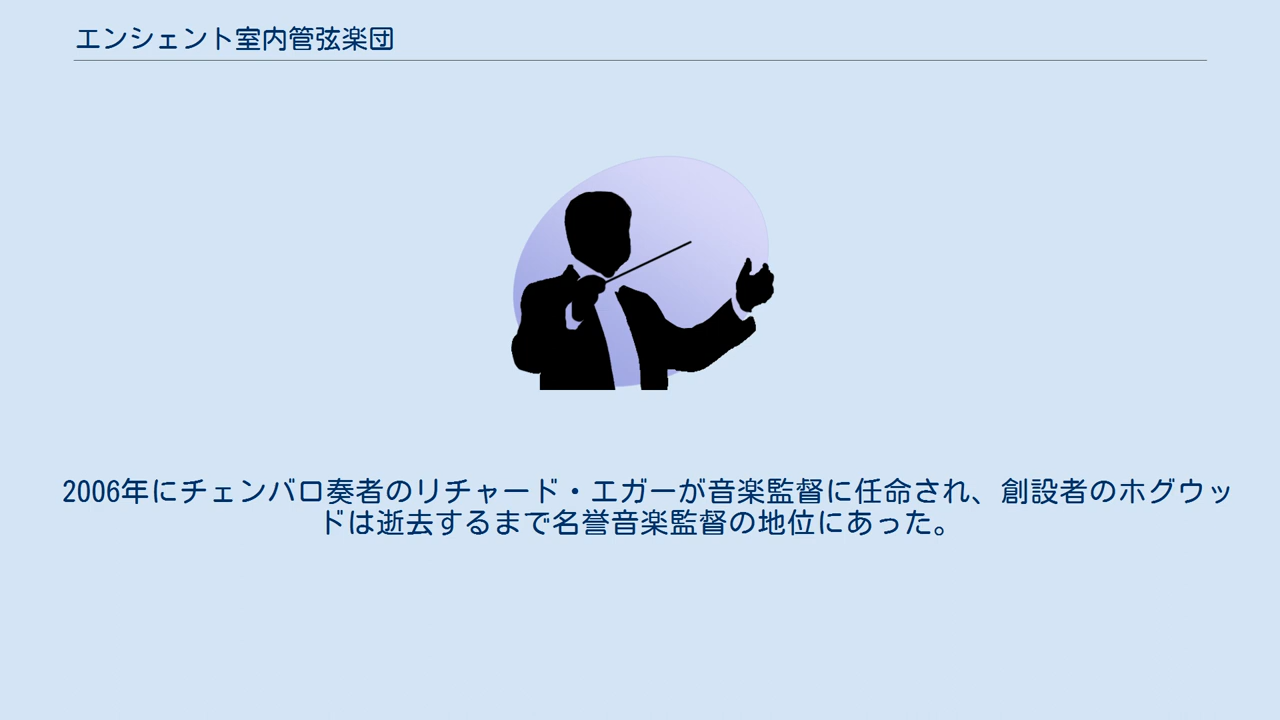 エンシェント室内管弦楽団
2006年にチェンバロ奏者のリチャード・エガーが音楽監督に任命され、創設者のホグウッ
ドは逝去するまで名誉音楽監督の地位にあった。